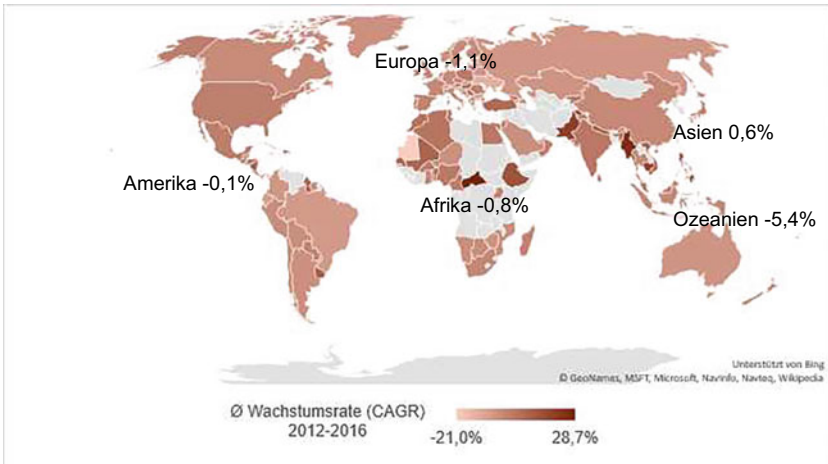 Europa -1,1%
Asien 0,6%
Amerika -0,1%
Afrika -0,8%
Ozeanien -5,4%
Unterstützt von Bing
© GeoNames, MSFT, Microsoft, Navinfo, Navteq, Wikipedia
Ø Wachstumsrate (CAGR)
2012-2016
-21,0%
28,7%